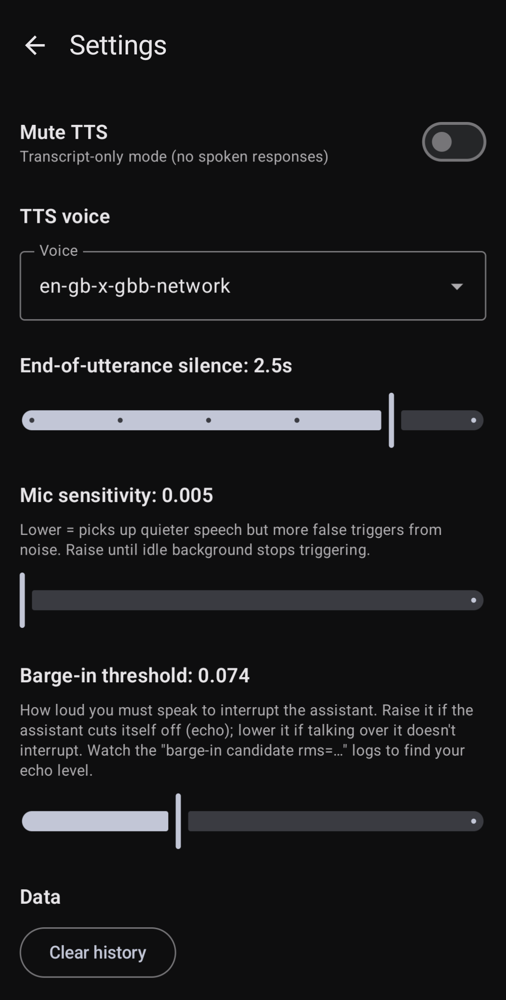 Settings
Mute TTS
Transcript-only mode (no spoken responses)
TTS voice
Voice
en-gb-x-gbb-network
End-of-utterance silence: 2.5s
Mic sensitivity: 0.005
Lower = picks up quieter speech but more false triggers from
noise. Raise until idle background stops triggering.
Barge-in threshold: 0.074
How loud you must speak to interrupt the assistant. Raise it if the
assistant cuts itself off (echo); lower it if talking over it doesn't
interrupt. Watch the "barge-in candidate rms=…" logs to find your
echo level.
Data
Clear history